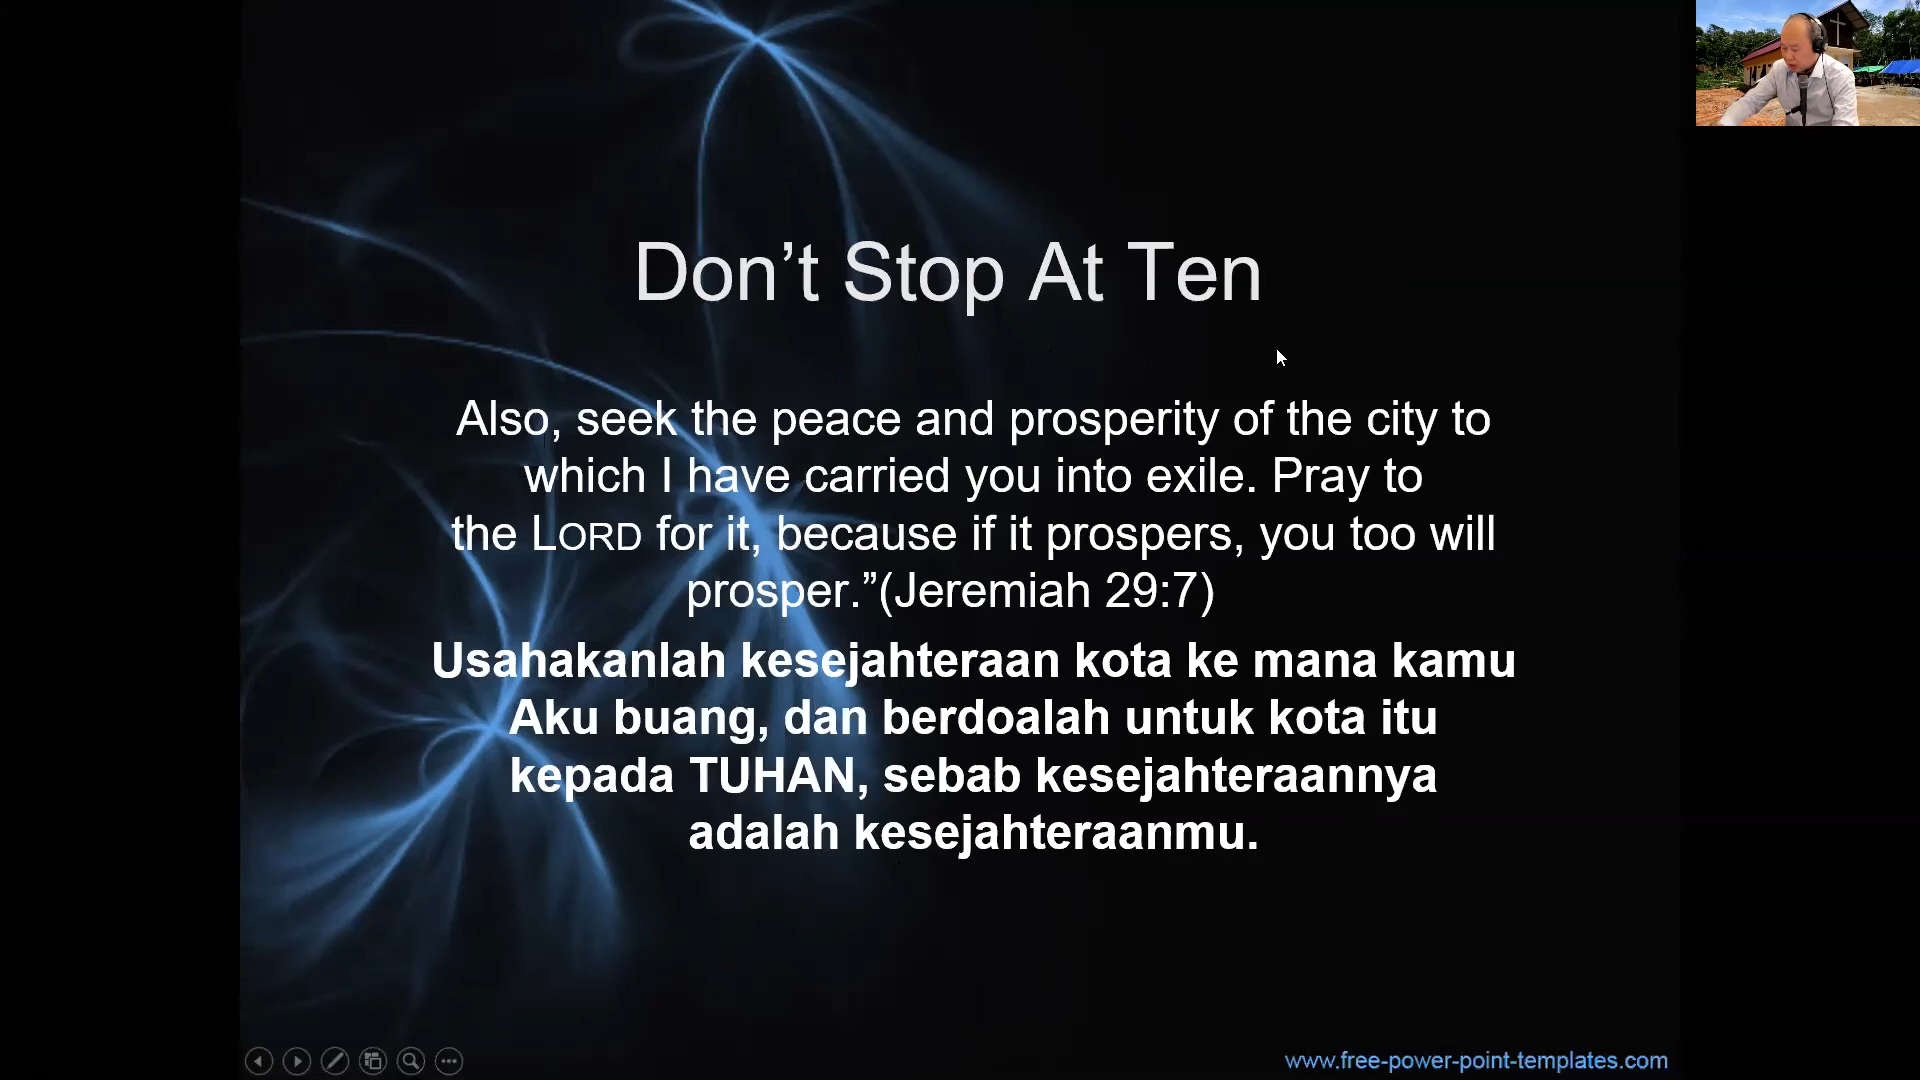 Don’t Stop At Ten
Also, seek the peace and prosperity of the city to
which I have carried you into exile. Pray to
the LORD for it, because if it prospers, you too will
prosper.”(Jeremiah 29:7)
Usahakanlah kesejahteraan kota ke mana kamu
Aku buang, dan berdoalah untuk kota itu
kepada TUHAN, sebab kesejahteraannya
adalah kesejahteraanmu.
www.free-power-point-templates.com